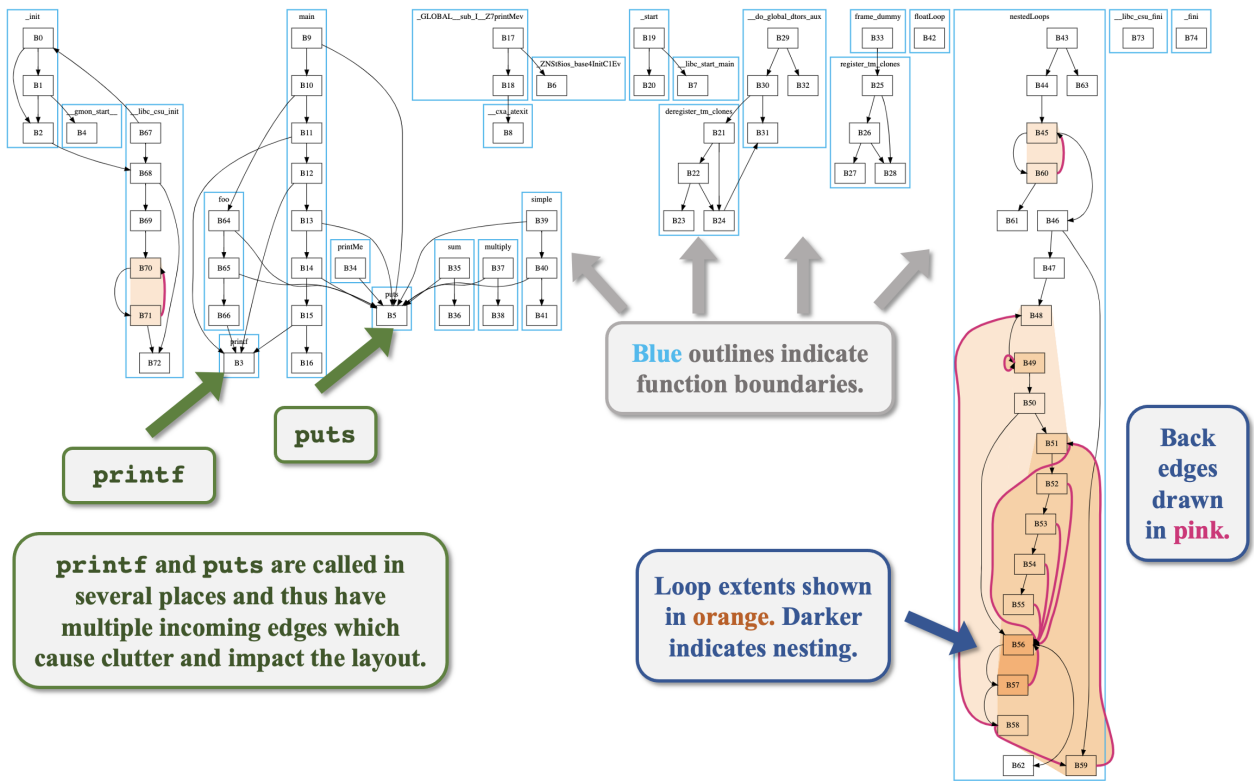 _init
main
_GLOBAL__sub_I__Z7printMev
_start
__do_global_dtors_aux
frame_dummy
floatLoop
nestedLoops
__libc_csu_fini
_fini
B0
B9
B17
B19
B29
B33
B42
B43
B73
B74
_ZNSt8ios_base4InitC1Ev
__libc_start_main
register_tm_clones
B1
B10
B18
B6
B20
B7
B30
B32
B25
B44
B63
__gmon_start__
__libc_csu_init
__cxa_atexit
deregister_tm_clones
B2
B4
B67
B11
B8
B21
B31
B26
B45
B68
B12
B22
B27
B28
B60
foo
simple
B69
B64
B13
B39
B23
B24
B61
B46
printMe
sum
multiply
B70
B65
B14
B34
B35
B37
B40
B47
puts
B71
B66
B15
B5
B36
B38
B41
B48
printf
B72
B3
B16
B49
B50
B51
B52
B53
B54
B55
B56
B57
B58
B62
B59
Blue outlines indicate
function boundaries.
puts
printf
Back
edges
drawn
in pink.
printf and puts are called in
several places and thus have
multiple incoming edges which
cause clutter and impact the layout.
Loop extents shown
in orange. Darker
indicates nesting.